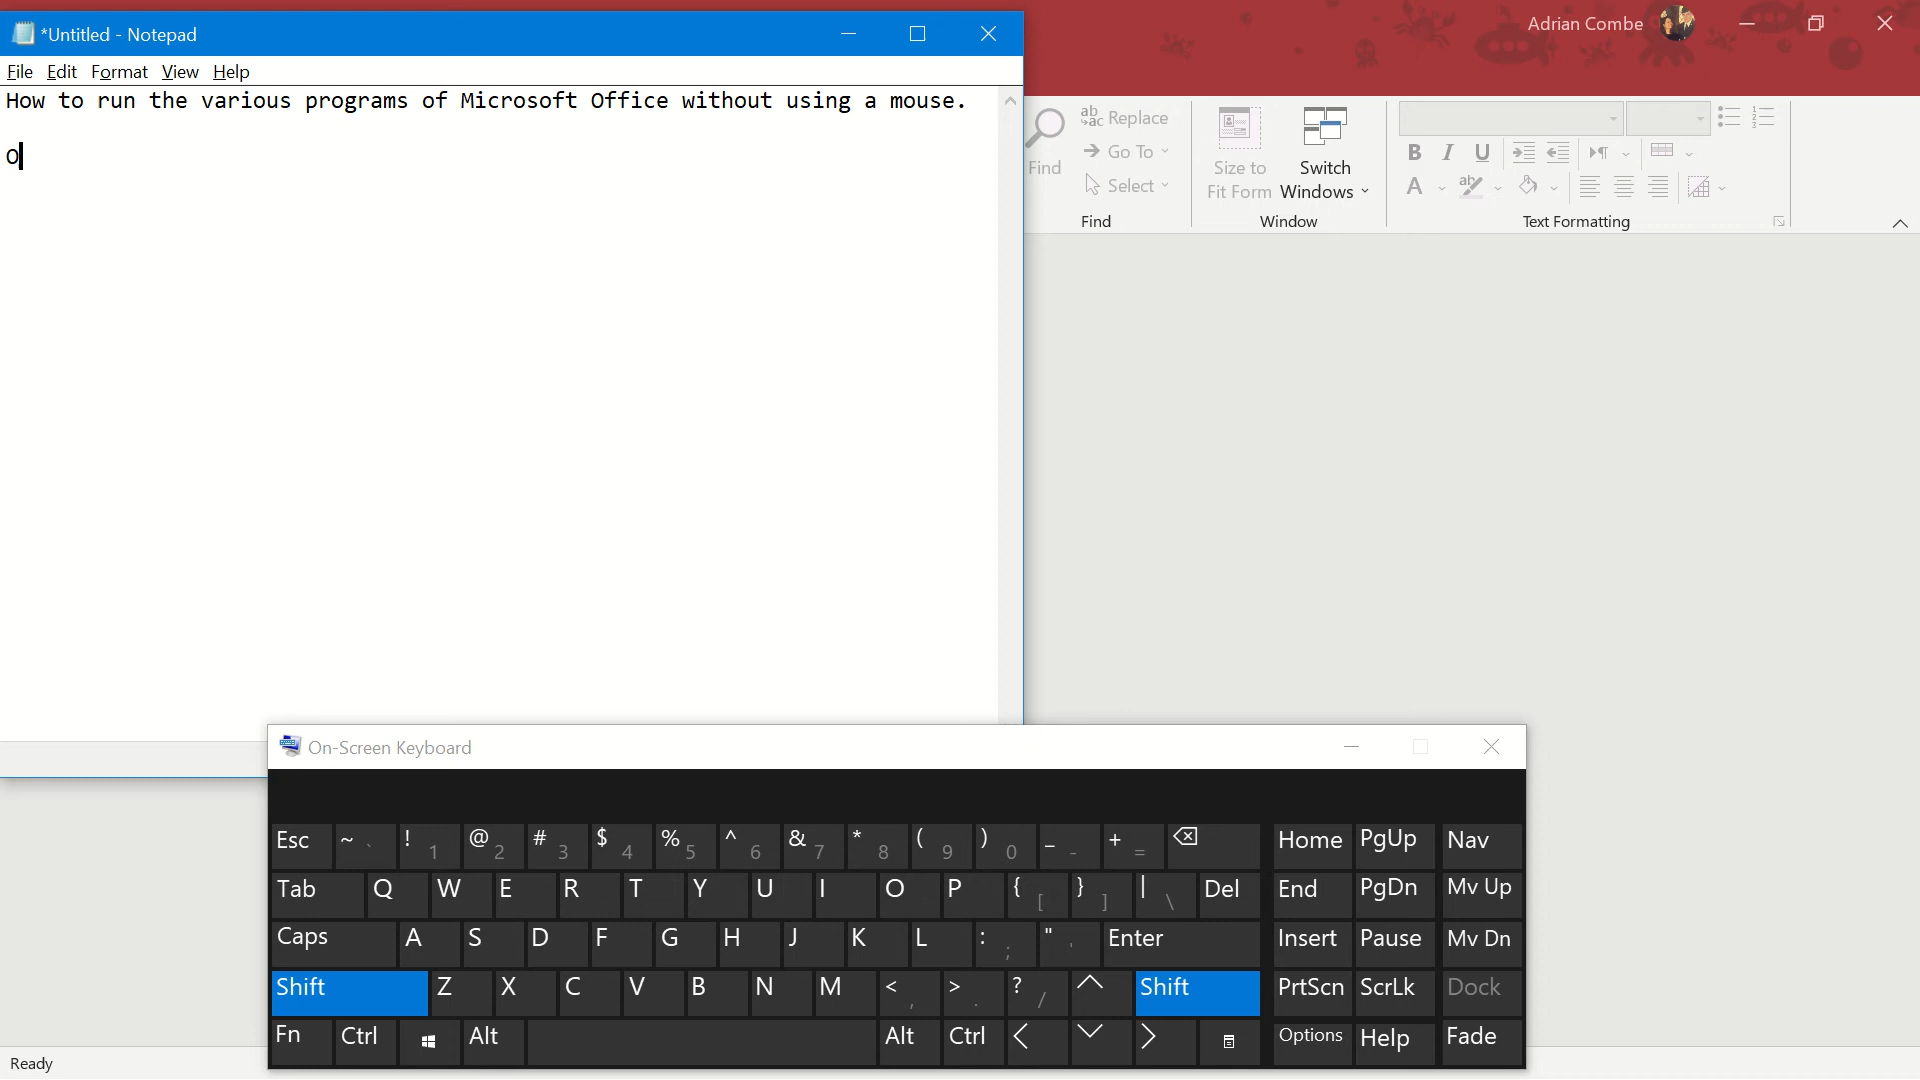 *Untitled - Notepad
Adrian Combe
File Edit Format View Help
How to run the various programs of Microsoft Office without using a mouse.
O
Find
ab
ac Replace
Go To
Select
Find
Size to
Fit Form
Switch
Windows
Window
B I U
A ab
Text Formatting
On-Screen Keyboard
Esc ~ ` ! 1 @ 2 # 3 $ 4 % 5 ^ 6 & 7 * 8 ( 9 ) 0 _ - + = Home PgUp Nav
Tab Q W E R T Y U I O P { [ } ] | \ Del End PgDn Mv Up
Caps A S D F G H J K L : ; " ' Enter Insert Pause Mv Dn
Shift Z X C V B N M < , > . ? / Shift PrtScn ScrLk Dock
Fn Ctrl Alt Alt Ctrl Options Help Fade
Ready